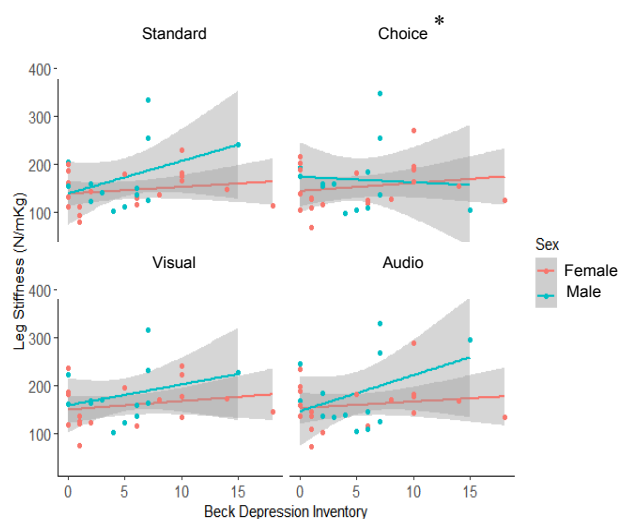 Standard
Choice *
400
300
200
100
Leg Stiffness (N/mKg)
Visual
Audio
400
300
200
100
0
5
10
15
0
5
10
15
Beck Depression Inventory
Sex
Female
Male